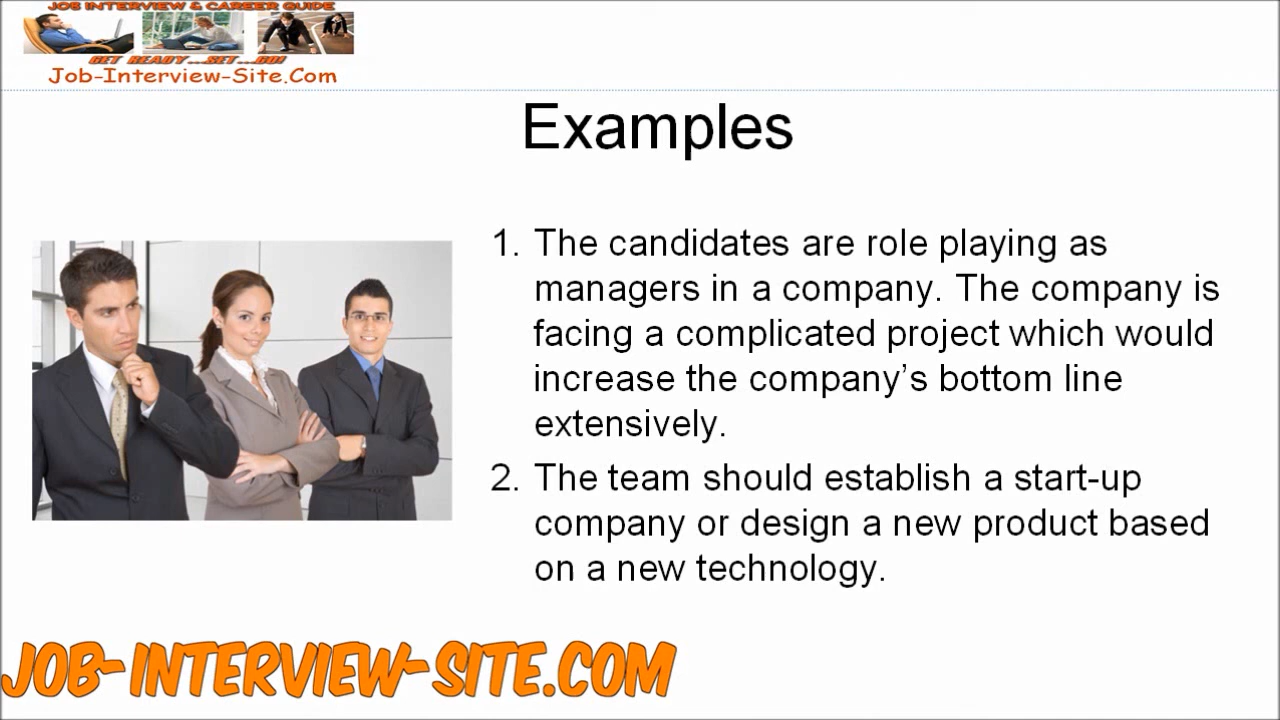 JOB INTERVIEW & CAREER GUIDE
GET READY...SET...GO!
Job-Interview-Site.Com
Examples
1. The candidates are role playing as
managers in a company. The company is
facing a complicated project which would
increase the company’s bottom line
extensively.
2. The team should establish a start-up
company or design a new product based
on a new technology.
JOB-INTERVIEW-SITE.COM